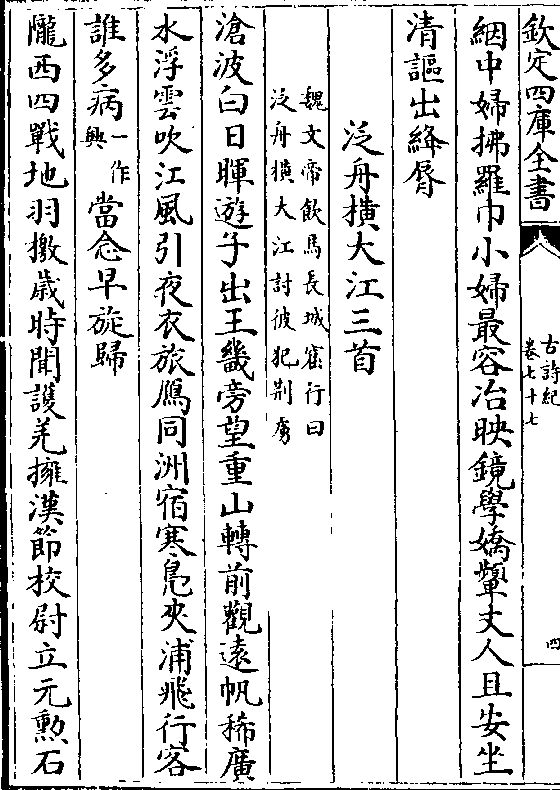 欽定四庫全書
古詩紀
卷七十七
四
絪中婦拂羅巾小婦最容冶映鏡學嬌顰丈人且安坐
清謳出絳脣
泛舟橫大江三首
魏文帝飲馬長城窟行曰
泛舟橫大江討彼犯荆虜
滄波白日暉遊子出王畿旁望重山轉前觀遠帆稀廣
水浮雲吹江風引夜衣旅鴈同洲宿寒鳧夾浦飛行客
誰多病一作興當念早旋歸
隴西四戰地羽檄歲時聞護羌擁漢節校尉立元勲石